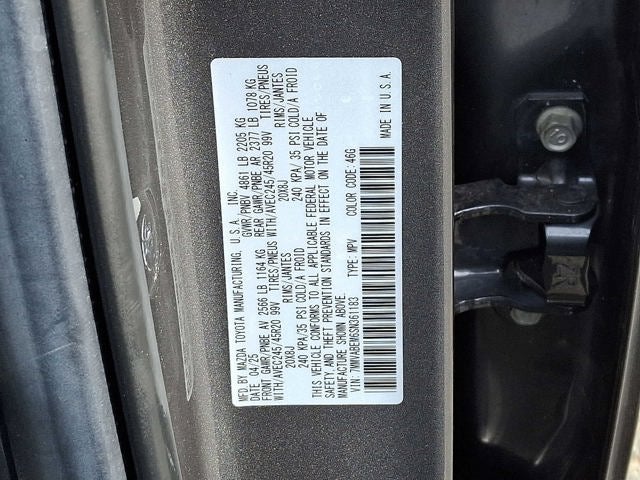 MFG.BY MAZDA TOYOTA MANUFACTURING, U.S.A. INC.
DATE 04/25 GVWR/PNBV 4861 LB 2205 KG
FRONT GAWR/PNBE AV 2566 LB 1164 KG REAR GAWR/PNBE AR 2377 LB 1078 KG
WITH/AVEC245/45R20 99V TIRES/PNEUS WITH/AVEC245/45R20 99V TIRES/PNEUS
20X8J RIMS/JANTES 20X8J RIMS/JANTES
240 KPA/35 PSI COLD/A FROID 240 KPA/35 PSI COLD/A FROID
THIS VEHICLE CONFORMS TO ALL APPLICABLE FEDERAL MOTOR VEHICLE
SAFETY, AND THEFT PREVENTION STANDARDS IN EFFECT ON THE DATE OF
MANUFACTURE SHOWN ABOVE.
VIN: 7MMVABEM6SN361183 TYPE: MPV COLOR CODE: 46G
MADE IN U.S.A.